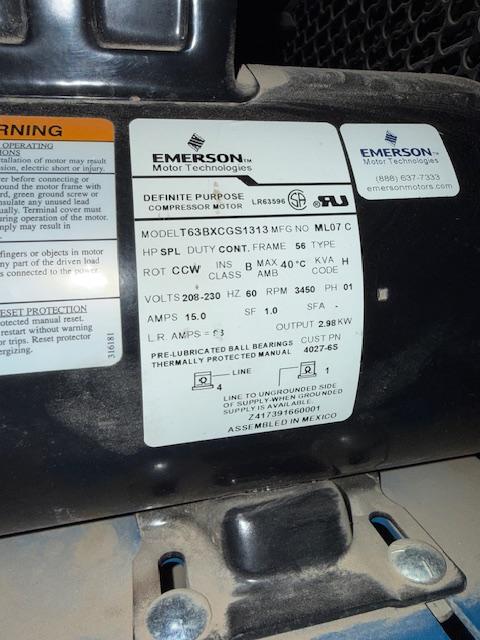 RNING
OPERATING
IONS
tallation of motor may result
sion, electric short or injury.
er before connecting or
ound the motor frame with
rd, green ground screw or
nsulate any unused lead
ually. Terminal cover must
uring operation of the motor.
mply may result in
fingers or objects in motor
ny part of the driven load
is connected to the power
RESET PROTECTION
otected manual reset.
restart without warning
or trips. Reset protector
ergizing.
316181
EMERSON™
Motor Technologies
DEFINITE PURPOSE
COMPRESSOR MOTOR
LR63596
MODEL T63BXCGS1313 MFG NO ML07 C
HP SPL DUTY CONT. FRAME 56 TYPE
ROT CCW INS CLASS B MAX AMB 40°C KVA CODE H
VOLTS 208-230 HZ 60 RPM 3450 PH 01
AMPS 15.0 SF 1.0 SFA -
L.R. AMPS = OUTPUT 2.98 KW
PRE-LUBRICATED BALL BEARINGS CUST PN
THERMALLY PROTECTED MANUAL 4027-65
LINE
4 1
LINE TO UNGROUNDED SIDE
OF SUPPLY-WHEN GROUNDED
SUPPLY IS AVAILABLE.
Z417391660001
ASSEMBLED IN MEXICO
EMERSON™
Motor Technologies
(888) 637-7333
emersonmotors.com